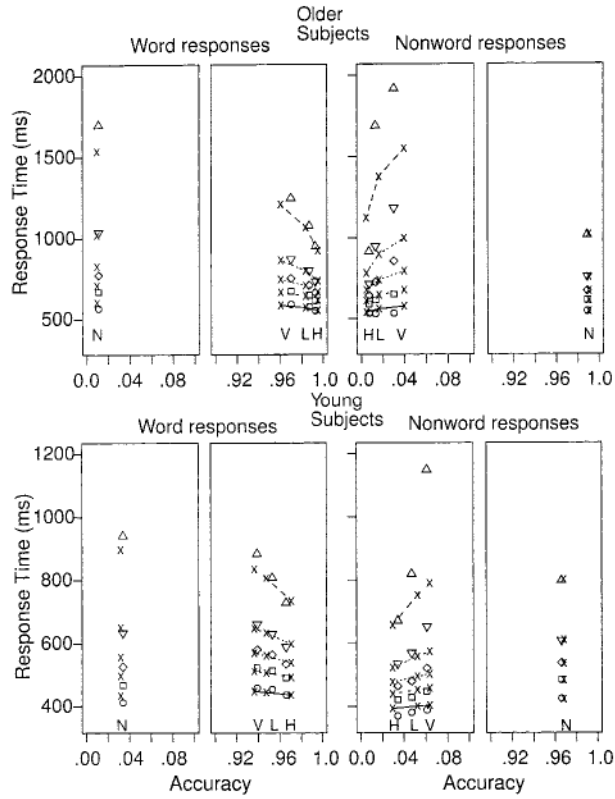 Older
Subjects
Word responses
Nonword responses
Response Time (ms)
2000
1500
1000
500
N
V L H
H L V
N
0.0 .04 .08
.92 .96 1.0
0.0 .04 .08
.92 .96 1.0
Young
Subjects
Word responses
Nonword responses
Response Time (ms)
1200
1000
800
600
400
N
V L H
H L V
N
.00 .04 .08
.92 .96 1.0
0.0 .04 .08
.92 .96 1.0
Accuracy
Accuracy